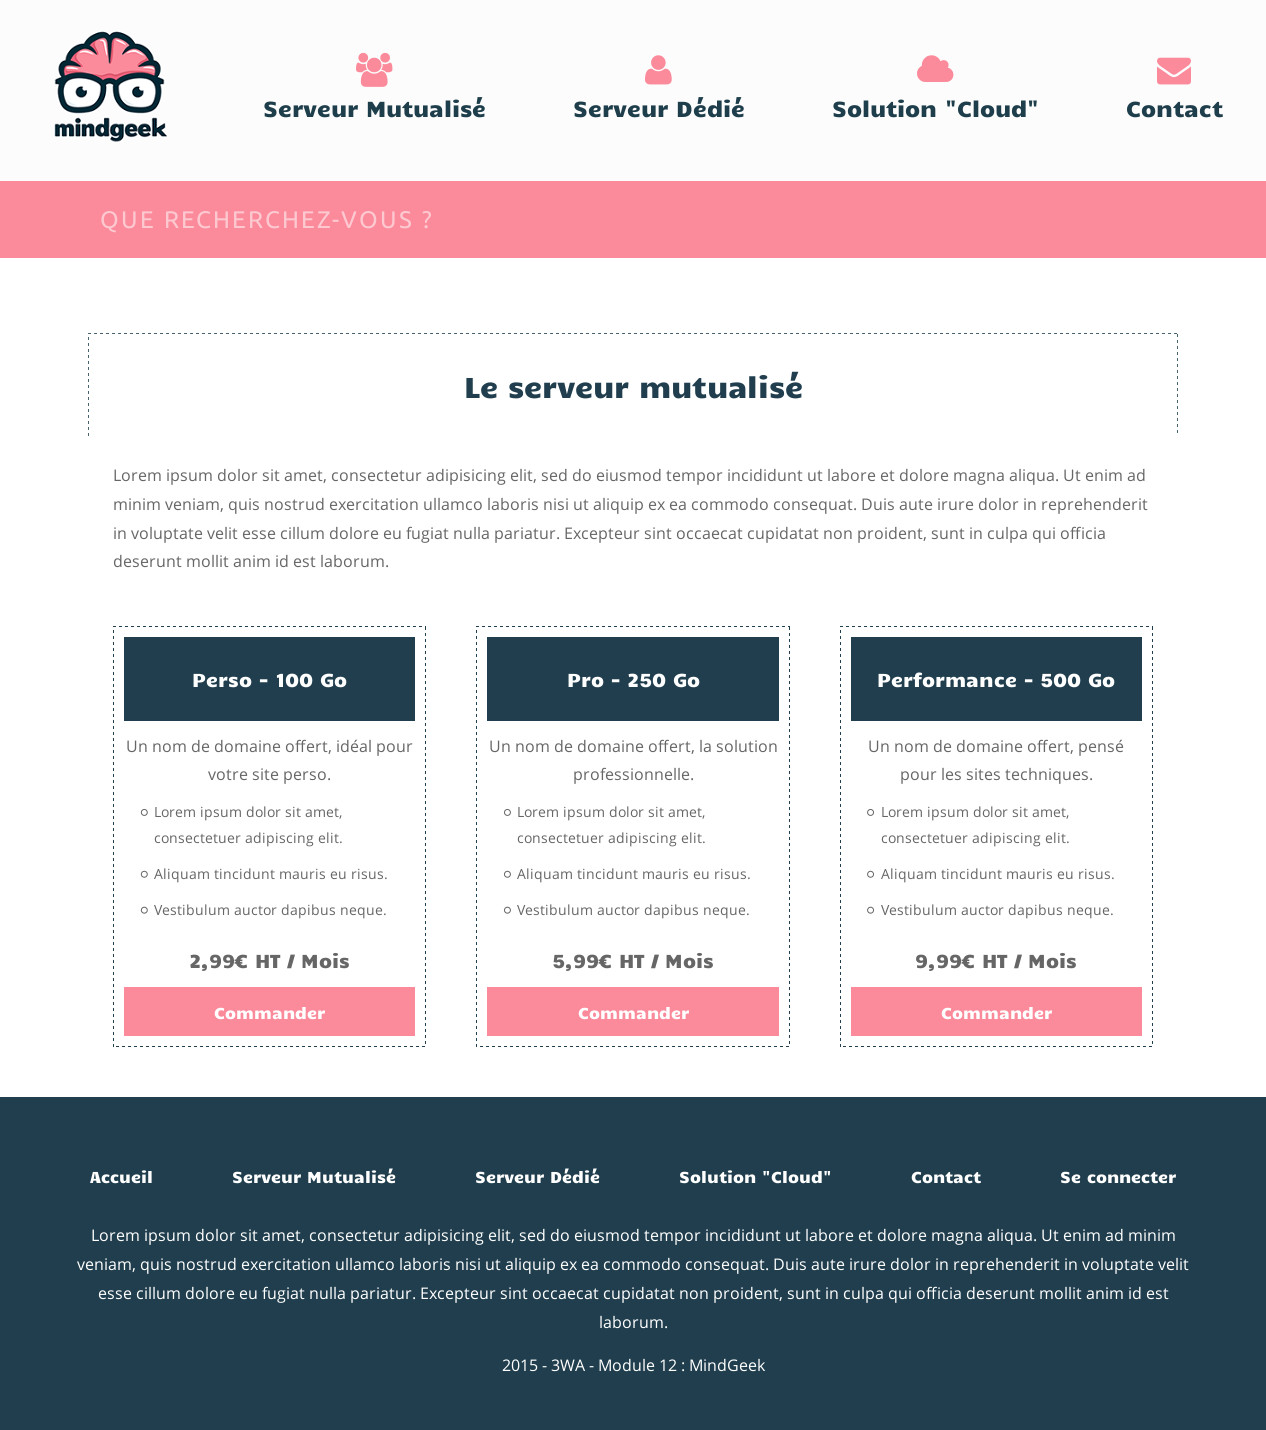 mindgeek
Serveur Mutualisé
Serveur Dédié
Solution "Cloud"
Contact
QUE RECHERCHEZ-VOUS ?
Le serveur mutualisé
Lorem ipsum dolor sit amet, consectetur adipisicing elit, sed do eiusmod tempor incididunt ut labore et dolore magna aliqua. Ut enim ad
minim veniam, quis nostrud exercitation ullamco laboris nisi ut aliquip ex ea commodo consequat. Duis aute irure dolor in reprehenderit
in voluptate velit esse cillum dolore eu fugiat nulla pariatur. Excepteur sint occaecat cupidatat non proident, sunt in culpa qui officia
deserunt mollit anim id est laborum.
Perso - 100 Go
Un nom de domaine offert, idéal pour
votre site perso.
Lorem ipsum dolor sit amet,
consectetuer adipiscing elit.
Aliquam tincidunt mauris eu risus.
Vestibulum auctor dapibus neque.
2,99€ HT / Mois
Commander
Pro - 250 Go
Un nom de domaine offert, la solution
professionnelle.
Lorem ipsum dolor sit amet,
consectetuer adipiscing elit.
Aliquam tincidunt mauris eu risus.
Vestibulum auctor dapibus neque.
5,99€ HT / Mois
Commander
Performance - 500 Go
Un nom de domaine offert, pensé
pour les sites techniques.
Lorem ipsum dolor sit amet,
consectetuer adipiscing elit.
Aliquam tincidunt mauris eu risus.
Vestibulum auctor dapibus neque.
9,99€ HT / Mois
Commander
Accueil
Serveur Mutualisé
Serveur Dédié
Solution "Cloud"
Contact
Se connecter
Lorem ipsum dolor sit amet, consectetur adipisicing elit, sed do eiusmod tempor incididunt ut labore et dolore magna aliqua. Ut enim ad minim
veniam, quis nostrud exercitation ullamco laboris nisi ut aliquip ex ea commodo consequat. Duis aute irure dolor in reprehenderit in voluptate velit
esse cillum dolore eu fugiat nulla pariatur. Excepteur sint occaecat cupidatat non proident, sunt in culpa qui officia deserunt mollit anim id est
laborum.
2015 - 3WA - Module 12 : MindGeek